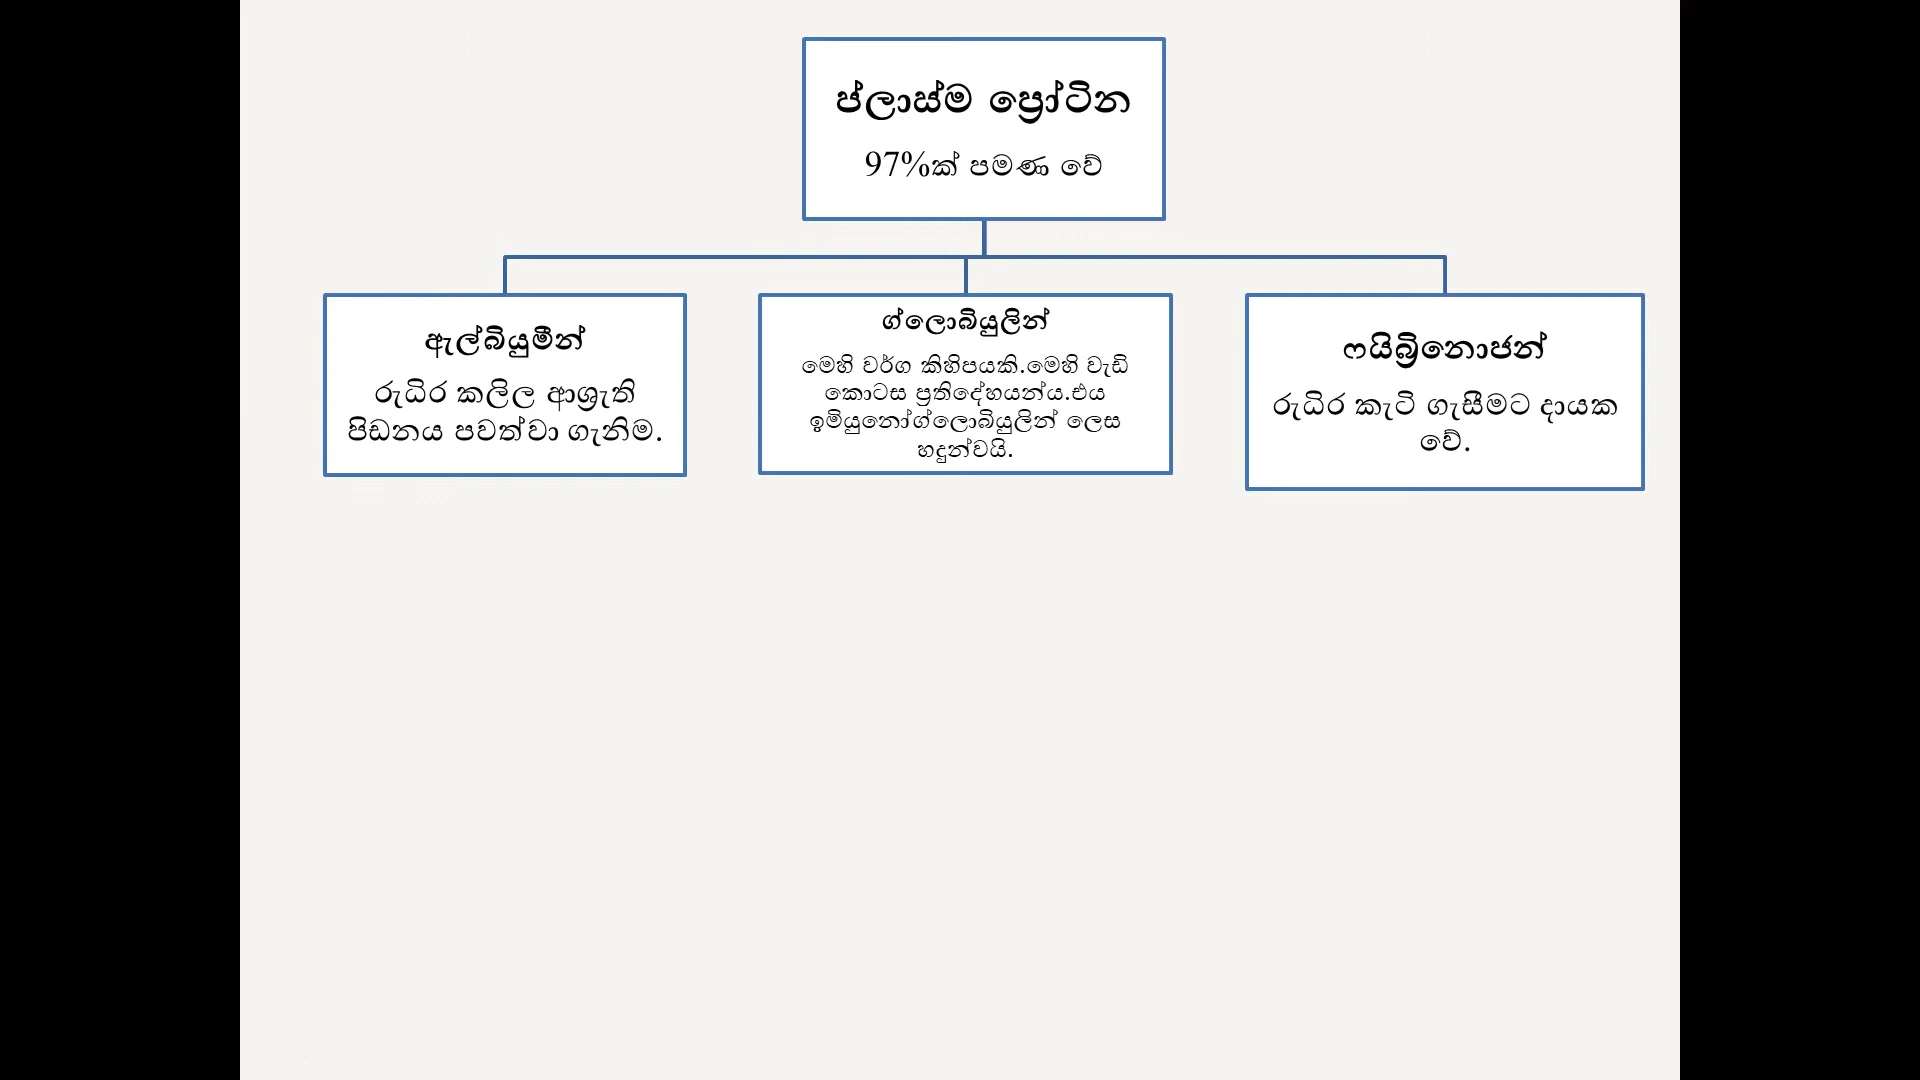 ප්ලාස්ම ප්‍රෝටින
97%ක් පමණ වේ
ඇල්බියුමීන්
රුධිර කලිල ආශ්‍රැති
පිඩනය පවත්වා ගැනිම.
ග්ලොබියුලින්
මෙහි වර්ග කිහිපයකි.මෙහි වැඩි
කොටස ප්‍රතිදේහයන්ය.එය
ඉමියුනෝග්ලොබියුලින් ලෙස
හදුන්වයි.
ෆයිබ්‍රිනොජන්
රුධිර කැටි ගැසීමට දායක
වේ.